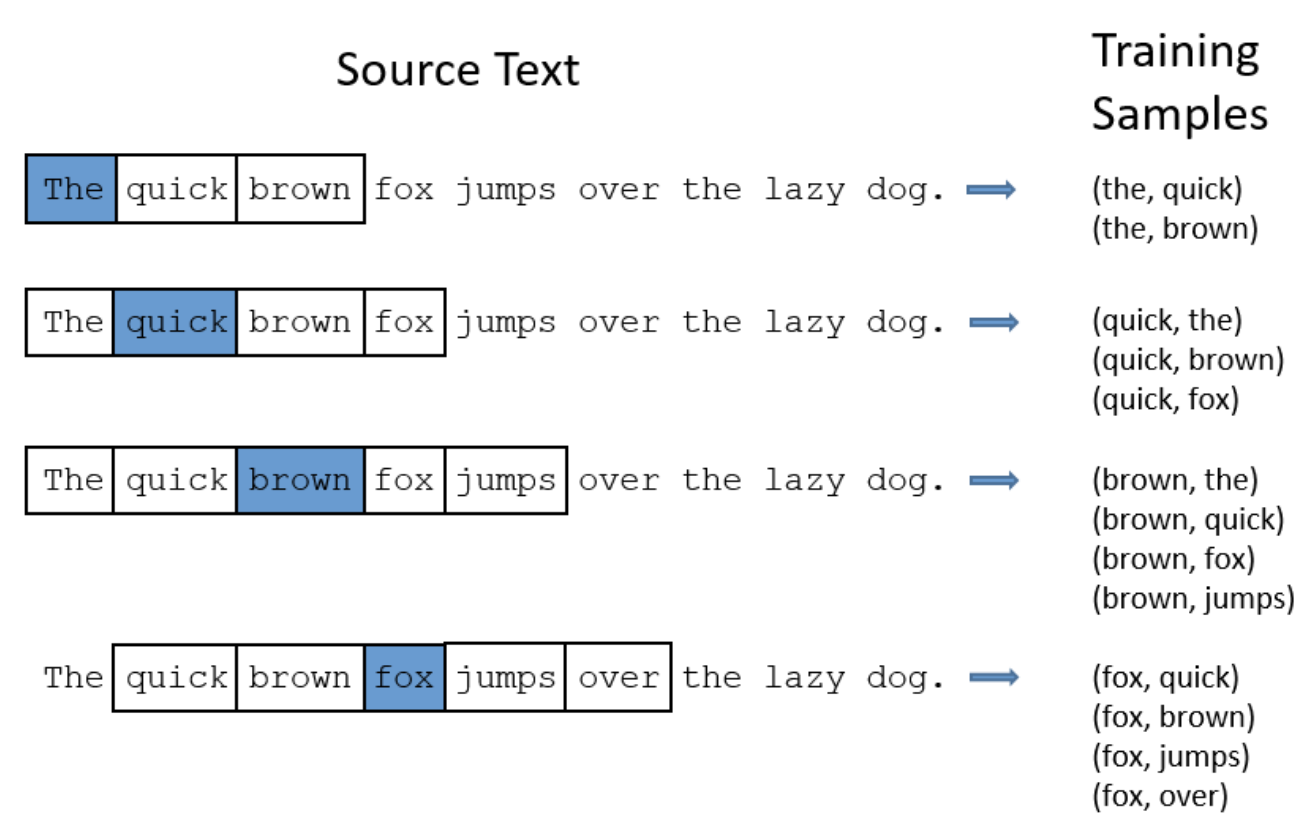 Source Text
Training
Samples
The quick brown fox jumps over the lazy dog.
(the, quick)
(the, brown)
The quick brown fox jumps over the lazy dog.
(quick, the)
(quick, brown)
(quick, fox)
The quick brown fox jumps over the lazy dog.
(brown, the)
(brown, quick)
(brown, fox)
(brown, jumps)
The quick brown fox jumps over the lazy dog.
(fox, quick)
(fox, brown)
(fox, jumps)
(fox, over)